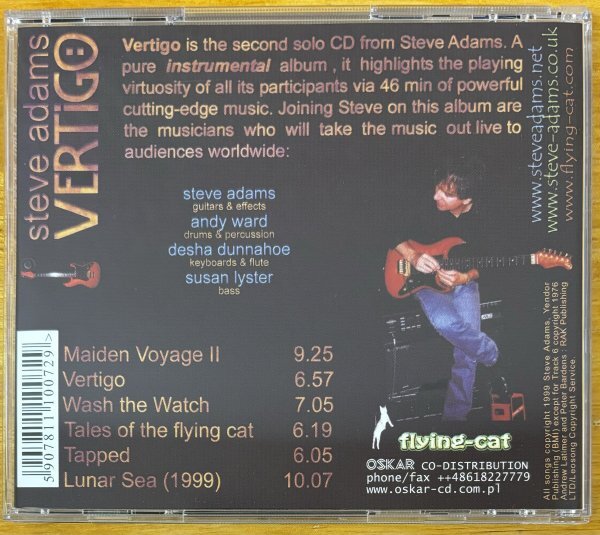 steve adams
VERTIGO
Vertigo is the second solo CD from Steve Adams. A
pure instrumental album , it highlights the playing
virtuosity of all its participants via 46 min of powerful
cutting-edge music. Joining Steve on this album are
the musicians who will take the music out live to
audiences worldwide:
steve adams
guitars & effects
andy ward
drums & percussion
desha dunnahoe
keyboards & flute
susan lyster
bass
www.steveadams.net
www.steve-adams.co.uk
www.flying-cat.com
Maiden Voyage II 9.25
Vertigo 6.57
Wash the Watch 7.05
Tales of the flying cat 6.19
Tapped 6.05
Lunar Sea (1999) 10.07
5907811100729
flying-cat
OSKAR CO-DISTRIBUTION
phone/fax ++48618227779
www.oskar-cd.com.pl
All songs copyright 1999 Steve Adams, Yendor
Publishing (BMI) except for Track 6 copyright 1976
Andrew Latimer and Peter Bardens : RAK Publishing
LTD/Leosong Copyright Service.